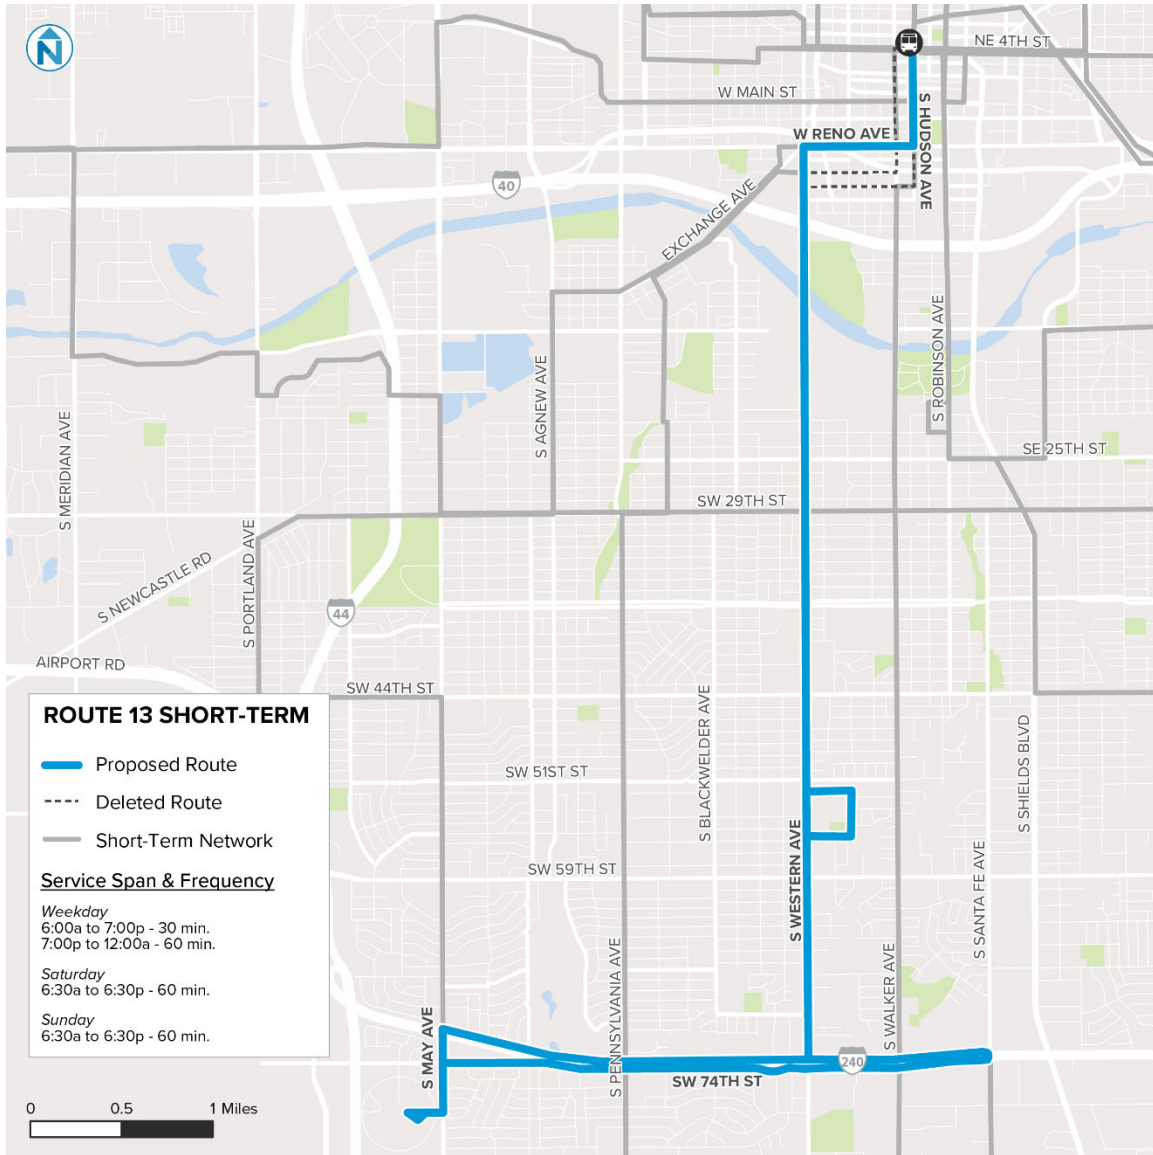 N
NE 4TH ST
W MAIN ST
W RENO AVE
S HUDSON AVE
40
EXCHANGE AVE
S ROBINSON AVE
S AGNEW AVE
S MERIDIAN AVE
SE 25TH ST
SW 29TH ST
S PORTLAND AVE
S NEWCASTLE RD
44
AIRPORT RD
SW 44TH ST
S BLACKWELDER AVE
S SHIELDS BLVD
SW 51ST ST
S WESTERN AVE
SW 59TH ST
S SANTA FE AVE
S WALKER AVE
S PENNSYLVANIA AVE
S MAY AVE
240
SW 74TH ST
ROUTE 13 SHORT-TERM
Proposed Route
Deleted Route
Short-Term Network
Service Span & Frequency
Weekday
6:00a to 7:00p - 30 min.
7:00p to 12:00a - 60 min.
Saturday
6:30a to 6:30p - 60 min.
Sunday
6:30a to 6:30p - 60 min.
0 0.5 1 Miles